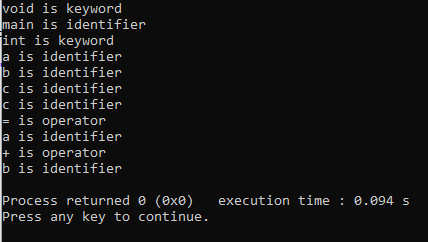 void is keyword
main is identifier
int is keyword
a is identifier
b is identifier
c is identifier
c is identifier
= is operator
a is identifier
+ is operator
b is identifier
Process returned 0 (0x0)   execution time : 0.094 s
Press any key to continue.